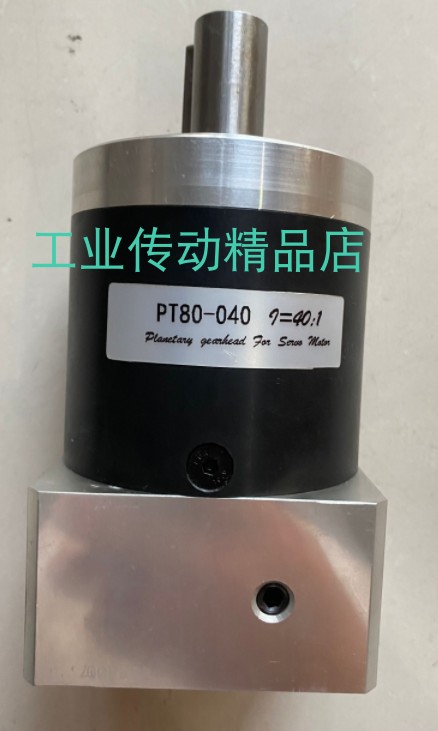 工业传动精品店
PT80-040 i=40:1
Planetary gearhead For Servo Motor